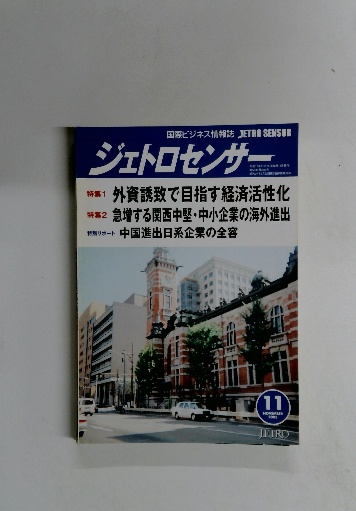 国際ビジネス情報誌 JETRO SENSOR
ジェトロセンサー
特集1 外資誘致で目指す経済活性化
特集2 急増する関西中堅・中小企業の海外進出
特別リポート 中国進出日系企業の全容
11
NOVEMBER
JETRO